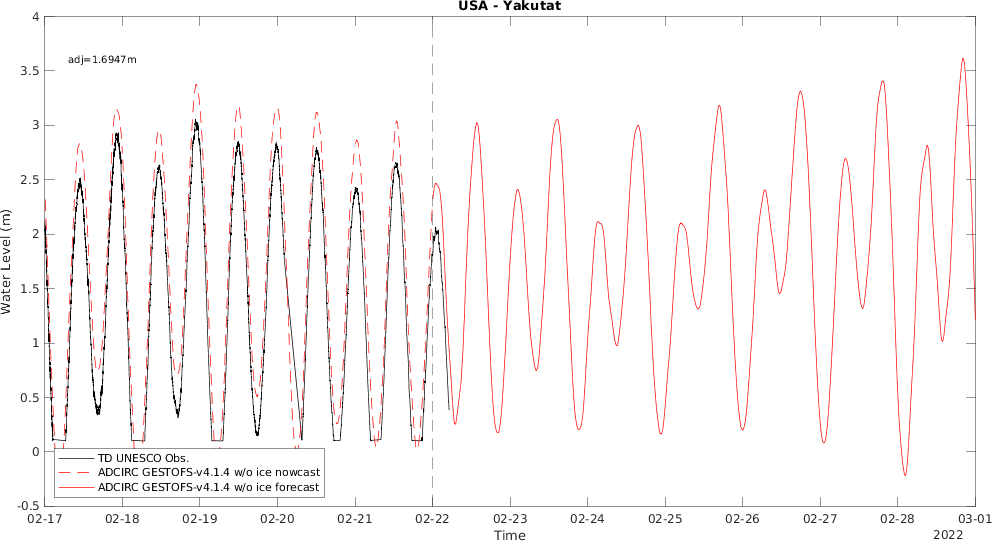 USA - Yakutat
adj=1.6947m
4
3.5
3
2.5
2
1.5
1
0.5
0
-0.5
Water Level (m)
TD UNESCO Obs.
ADCIRC GESTOFS-v4.1.4 w/o ice nowcast
ADCIRC GESTOFS-v4.1.4 w/o ice forecast
02-17 02-18 02-19 02-20 02-21 02-22 02-23 02-24 02-25 02-26 02-27 02-28 03-01
Time
2022